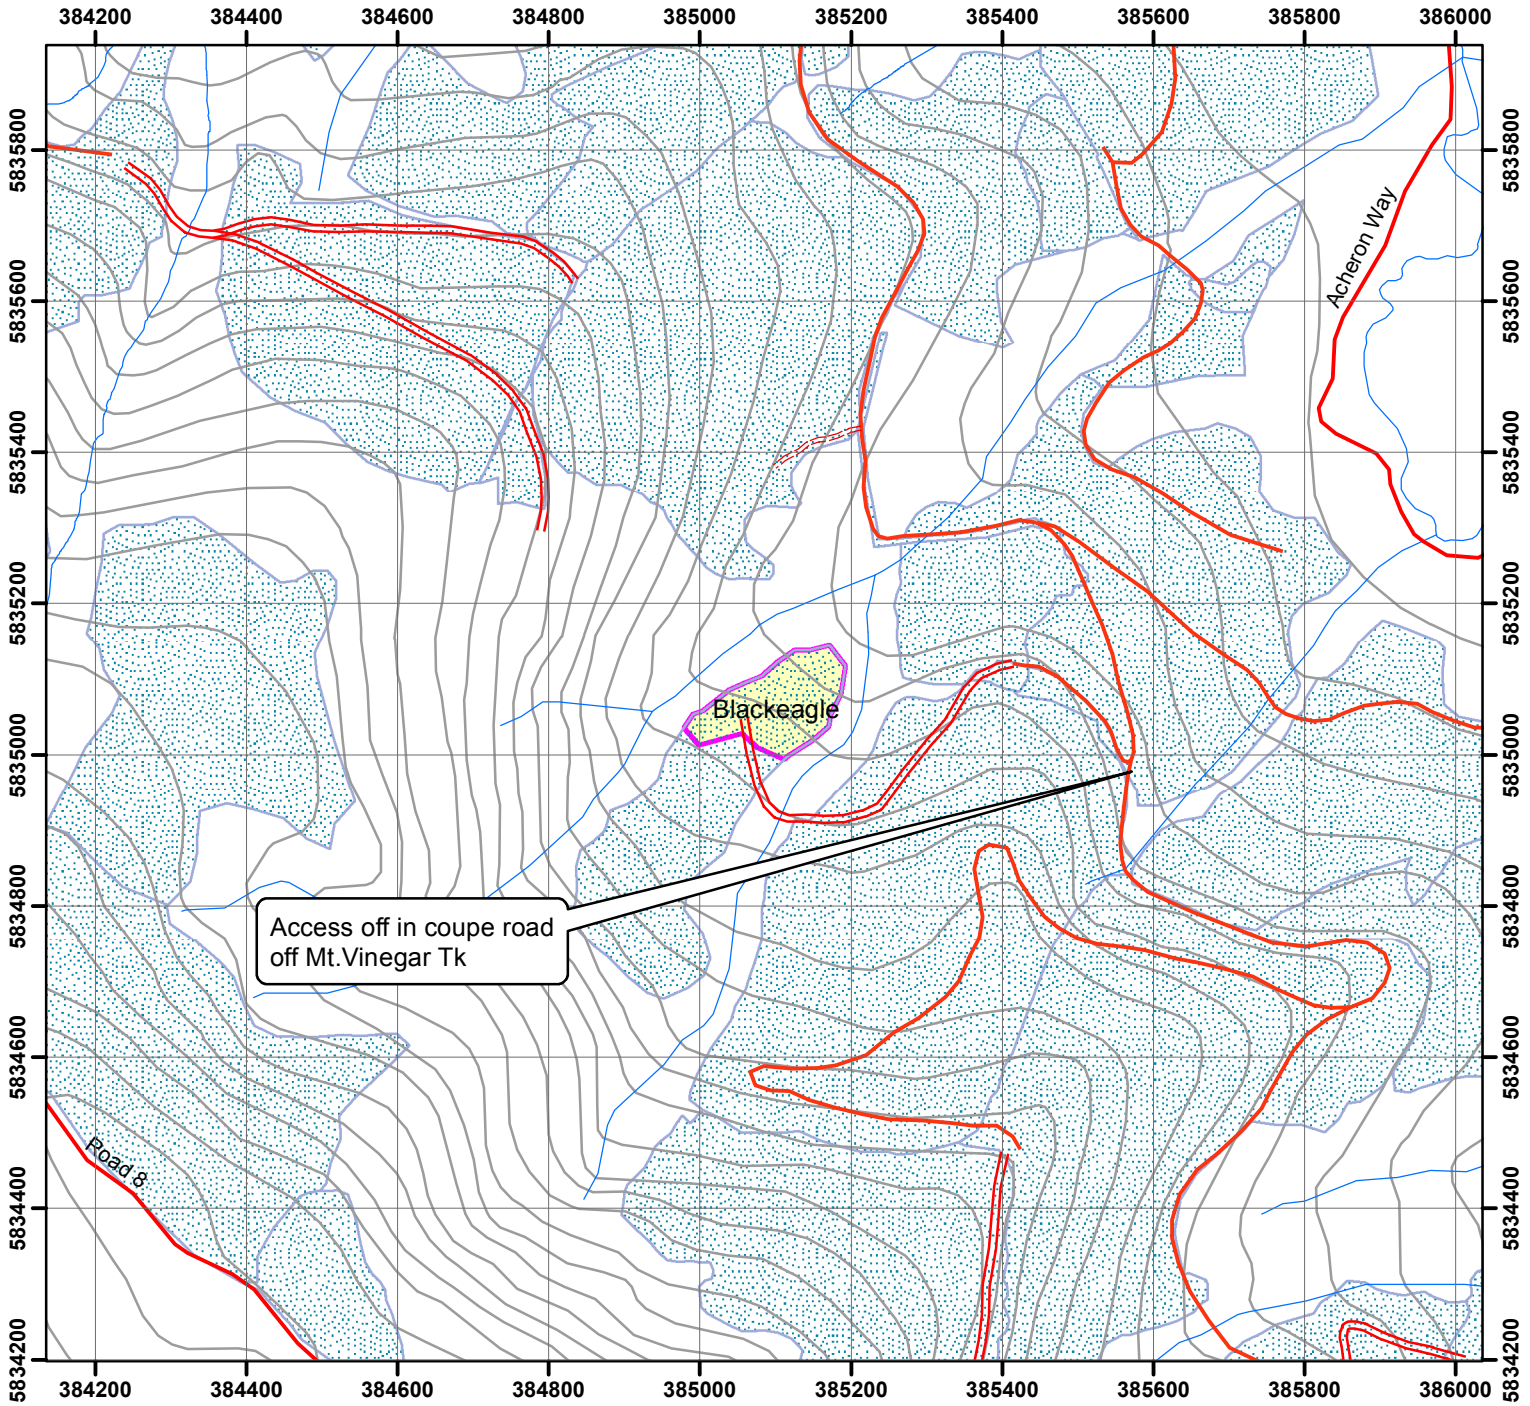 384200 384400 384600 384800 385000 385200 385400 385600 385800 386000
5835800 5835800
Acheron Way
5835600 5835600
5835400 5835400
5835200 5835200
Blackeagle
5835000 5835000
Access off in coupe road
off Mt.Vinegar Tk
5834800 5834800
5834600 5834600
Road 8
5834400 5834400
5834200 5834200
384200 384400 384600 384800 385000 385200 385400 385600 385800 386000